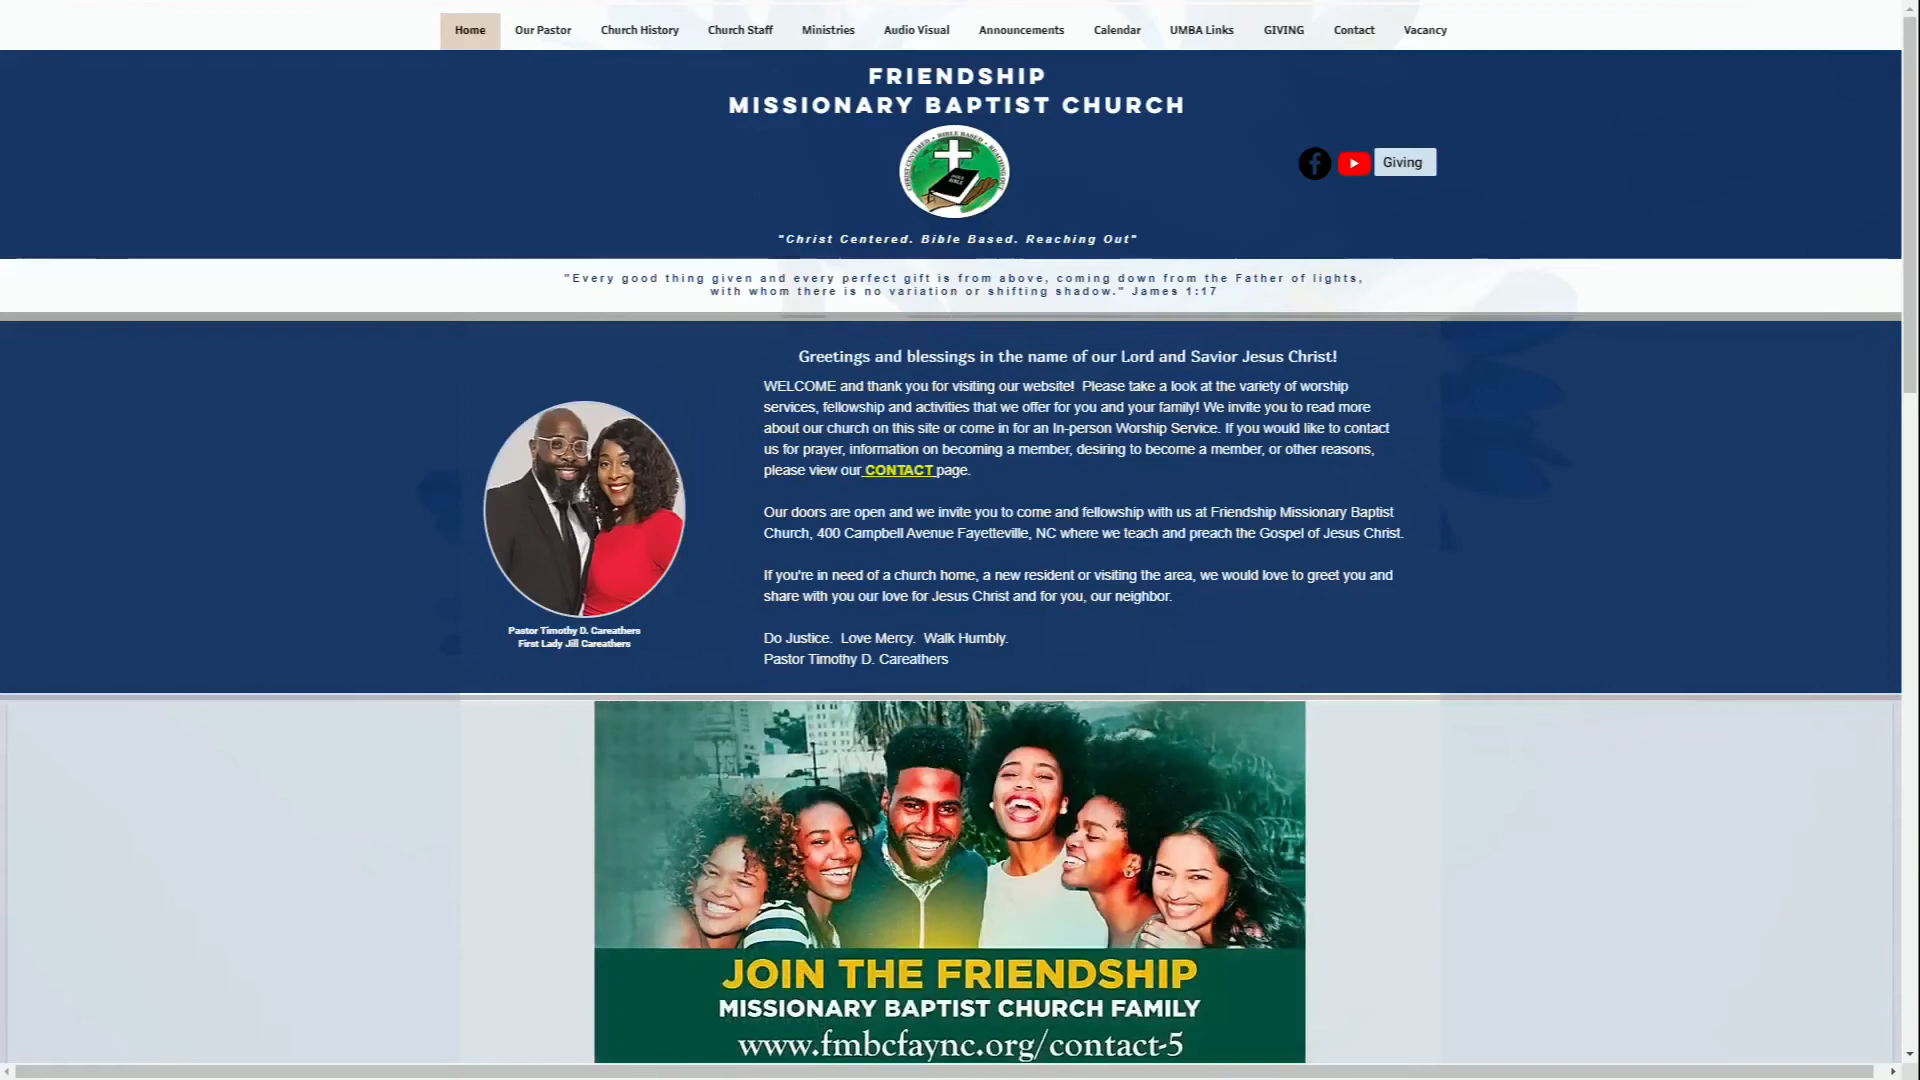 Home Our Pastor Church History Church Staff Ministries Audio Visual Announcements Calendar UMBA Links GIVING Contact Vacancy
FRIENDSHIP
MISSIONARY BAPTIST CHURCH
CHRIST CENTERED • BIBLE BASED • REACHING OUT
HOLY BIBLE
Giving
"Christ Centered. Bible Based. Reaching Out"
"Every good thing given and every perfect gift is from above, coming down from the Father of lights,
with whom there is no variation or shifting shadow." James 1:17
Greetings and blessings in the name of our Lord and Savior Jesus Christ!
WELCOME and thank you for visiting our website!  Please take a look at the variety of worship
services, fellowship and activities that we offer for you and your family! We invite you to read more
about our church on this site or come in for an In-person Worship Service. If you would like to contact
us for prayer, information on becoming a member, desiring to become a member, or other reasons,
please view our CONTACT page.
Our doors are open and we invite you to come and fellowship with us at Friendship Missionary Baptist
Church, 400 Campbell Avenue Fayetteville, NC where we teach and preach the Gospel of Jesus Christ.
If you're in need of a church home, a new resident or visiting the area, we would love to greet you and
share with you our love for Jesus Christ and for you, our neighbor.
Do Justice.  Love Mercy.  Walk Humbly.
Pastor Timothy D. Careathers
Pastor Timothy D. Careathers
First Lady Jill Careathers
JOIN THE FRIENDSHIP
MISSIONARY BAPTIST CHURCH FAMILY
www.fmbcfaync.org/contact-5